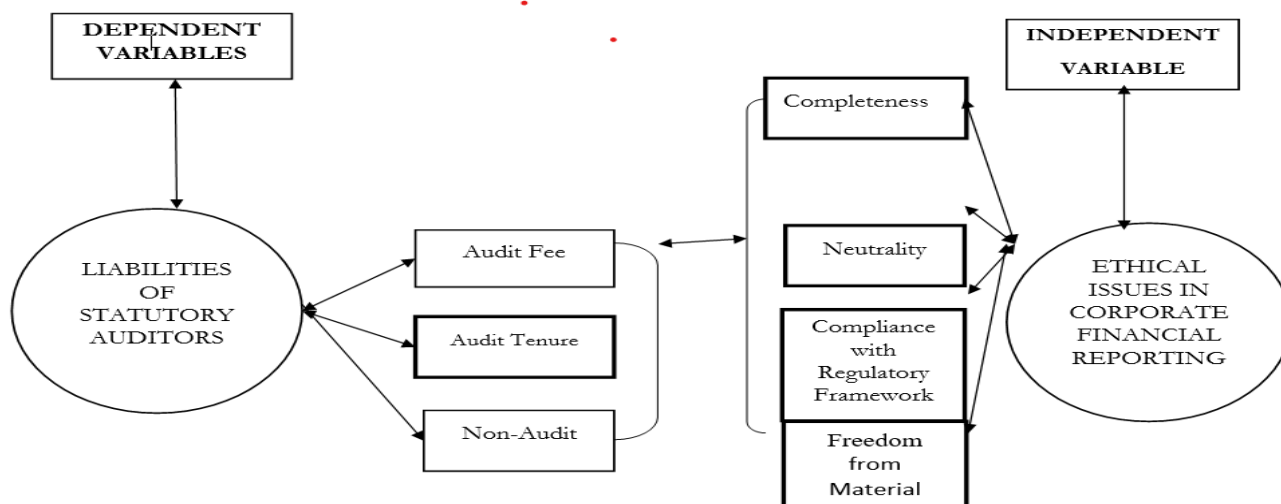 DEPENDENT
VARIABLES
INDEPENDENT
VARIABLE
LIABILITIES
OF
STATUTORY
AUDITORS
Audit Fee
Audit Tenure
Non-Audit
Completeness
Neutrality
Compliance
with
Regulatory
Framework
Freedom
from
Material
ETHICAL
ISSUES IN
CORPORATE
FINANCIAL
REPORTING